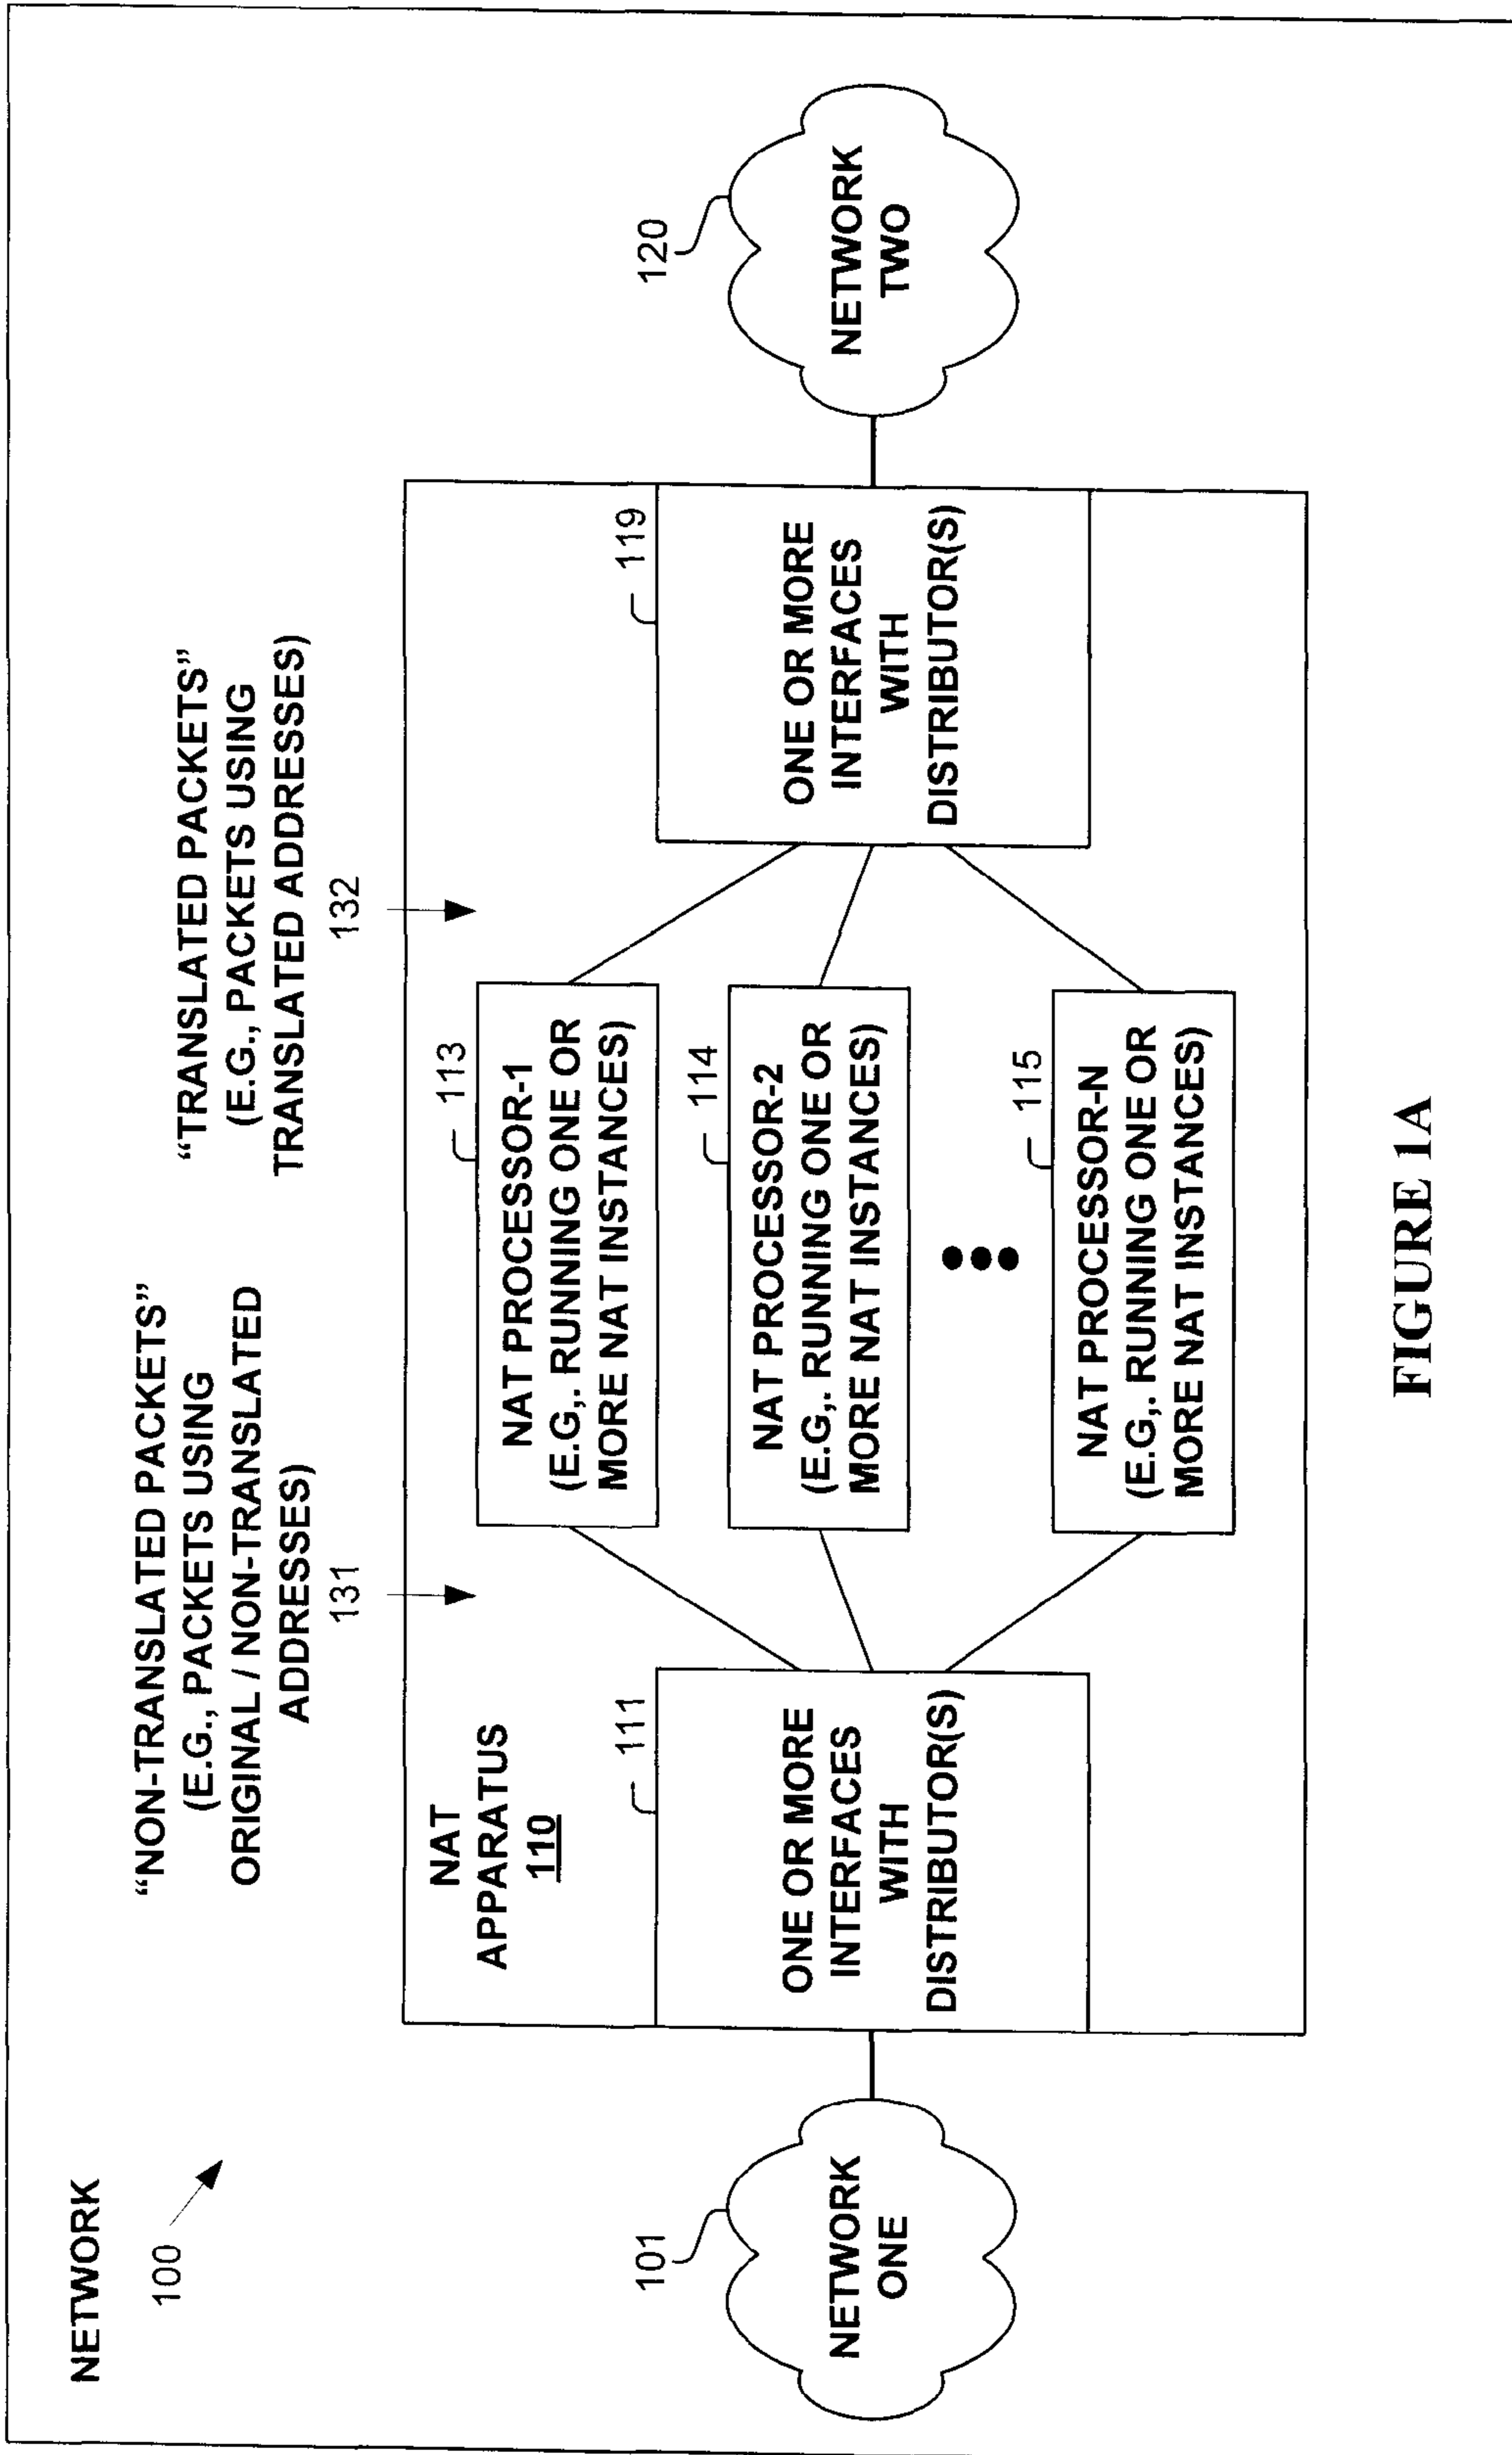 NETWORK
100
“NON-TRANSLATED PACKETS”
(E.G., PACKETS USING
ORIGINAL / NON-TRANSLATED
ADDRESSES)
131
“TRANSLATED PACKETS”
(E.G., PACKETS USING
TRANSLATED ADDRESSES)
132
NAT
APPARATUS
110
101
NETWORK
ONE
111
ONE OR MORE
INTERFACES
WITH
DISTRIBUTOR(S)
113
NAT PROCESSOR-1
(E.G,. RUNNING ONE OR
MORE NAT INSTANCES)
114
NAT PROCESSOR-2
(E.G,. RUNNING ONE OR
MORE NAT INSTANCES)
115
NAT PROCESSOR-N
(E.G,. RUNNING ONE OR
MORE NAT INSTANCES)
119
ONE OR MORE
INTERFACES
WITH
DISTRIBUTOR(S)
120
NETWORK
TWO
FIGURE 1A